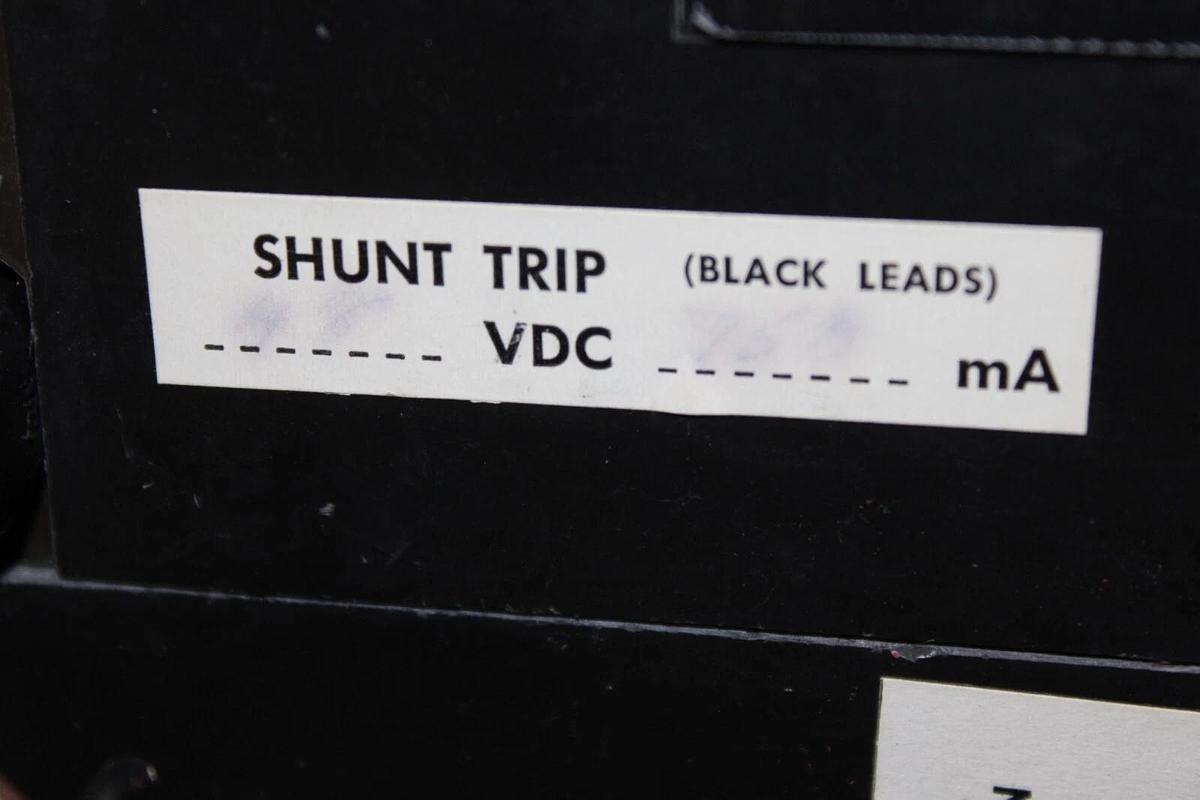 SHUNT TRIP (BLACK LEADS)
------- VDC ------- mA